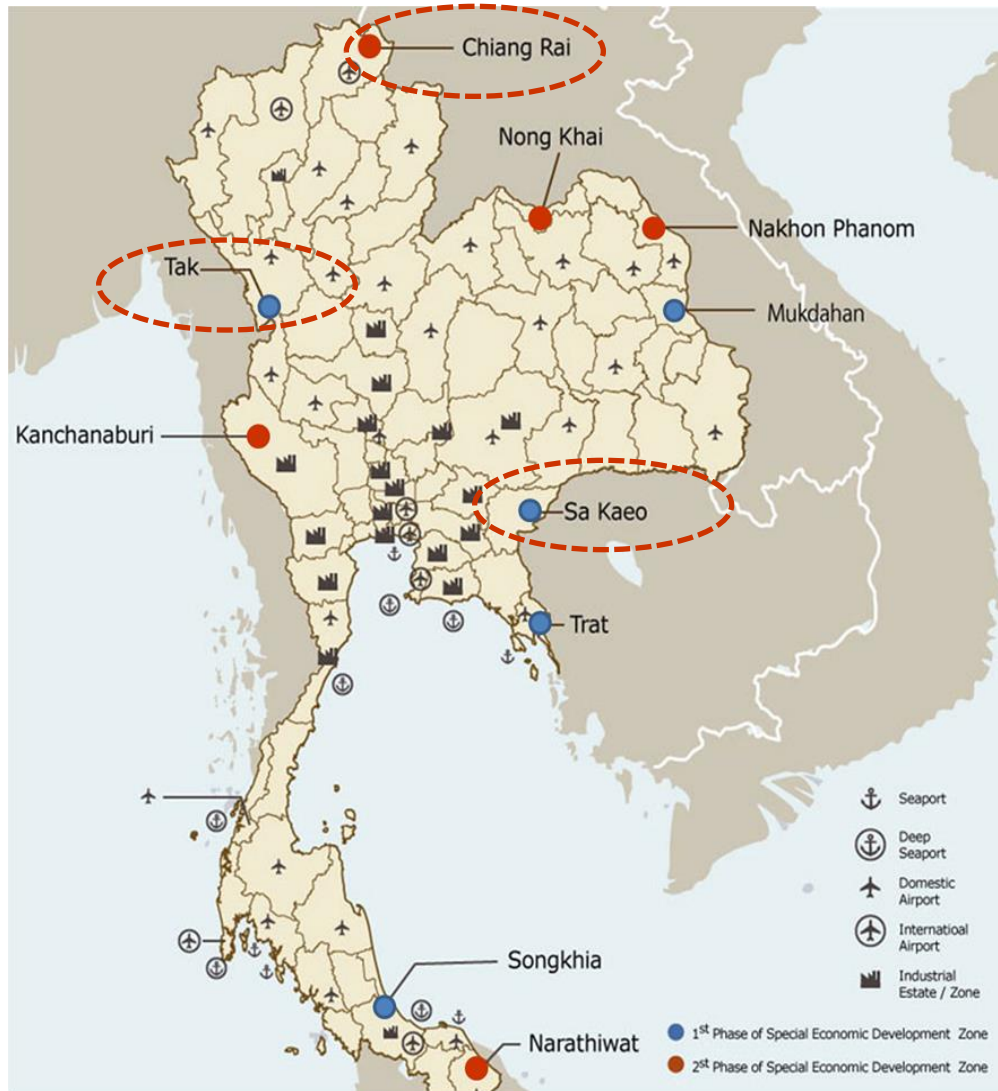 Chiang Rai
Nong Khai
Nakhon Phanom
Tak
Mukdahan
Kanchanaburi
Sa Kaeo
Trat
Seaport
Deep
Seaport
Domestic
Airport
Internatioal
Airport
Industrial
Estate / Zone
Songkhia
Narathiwat
1st Phase of Special Economic Development Zone
2st Phase of Special Economic Development Zone